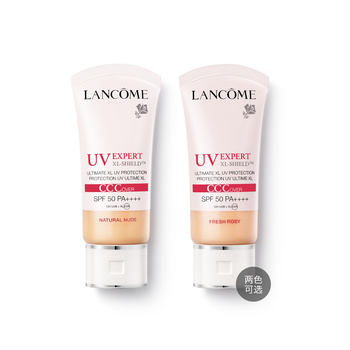 LANCÔME
UV EXPERT
XL-SHIELD™
ULTIMATE XL UV PROTECTION
PROTECTION UV ULTIME XL
CCCOVER
SPF 50 PA++++
NATURAL NUDE
LANCÔME
UV EXPERT
XL-SHIELD™
ULTIMATE XL UV PROTECTION
PROTECTION UV ULTIME XL
CCCOVER
SPF 50 PA++++
FRESH ROSY
两色
可选